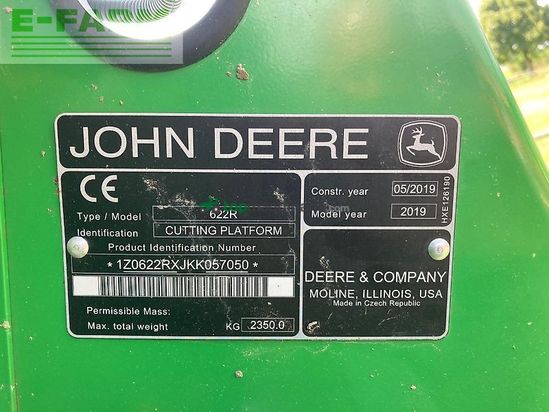 E-FA
JOHN DEERE
CE
Type / Model 622R
Identification CUTTING PLATFORM
Product Identification Number
* 1Z0622RXJKK057050 *
Permissible Mass:
Max. total weight KG 2350.0
Constr. year 05/2019
Model year 2019
HXE126190
DEERE & COMPANY
MOLINE, ILLINOIS, USA
Made in Czech Republic